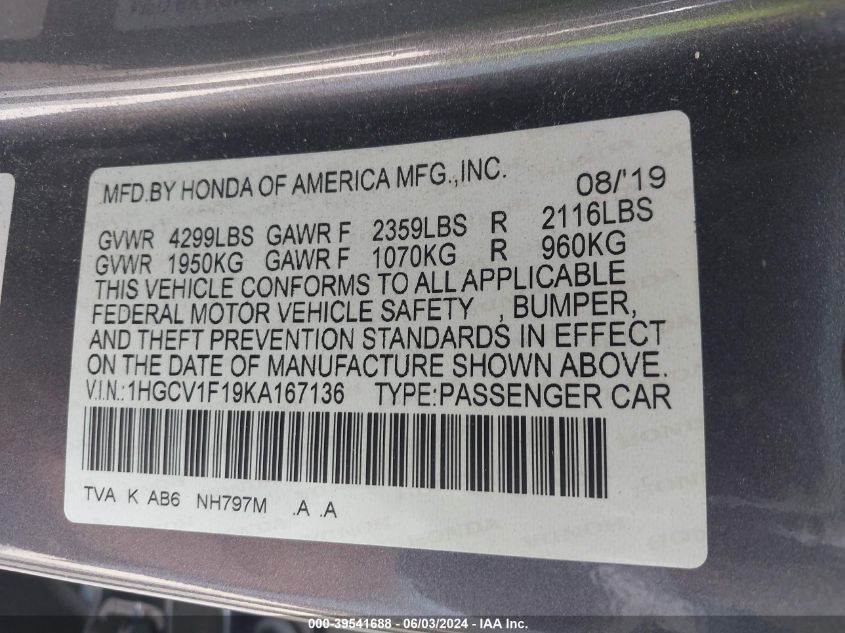 MFD.BY HONDA OF AMERICA MFG.,INC. 08/'19
GVWR 4299LBS GAWR F 2359LBS R 2116LBS
GVWR 1950KG GAWR F 1070KG R 960KG
THIS VEHICLE CONFORMS TO ALL APPLICABLE
FEDERAL MOTOR VEHICLE SAFETY , BUMPER,
AND THEFT PREVENTION STANDARDS IN EFFECT
ON THE DATE OF MANUFACTURE SHOWN ABOVE.
V.I.N.:1HGCV1F19KA167136 TYPE:PASSENGER CAR
TVA K AB6 NH797M .A .A
000-39541688 - 06/03/2024 - IAA Inc.